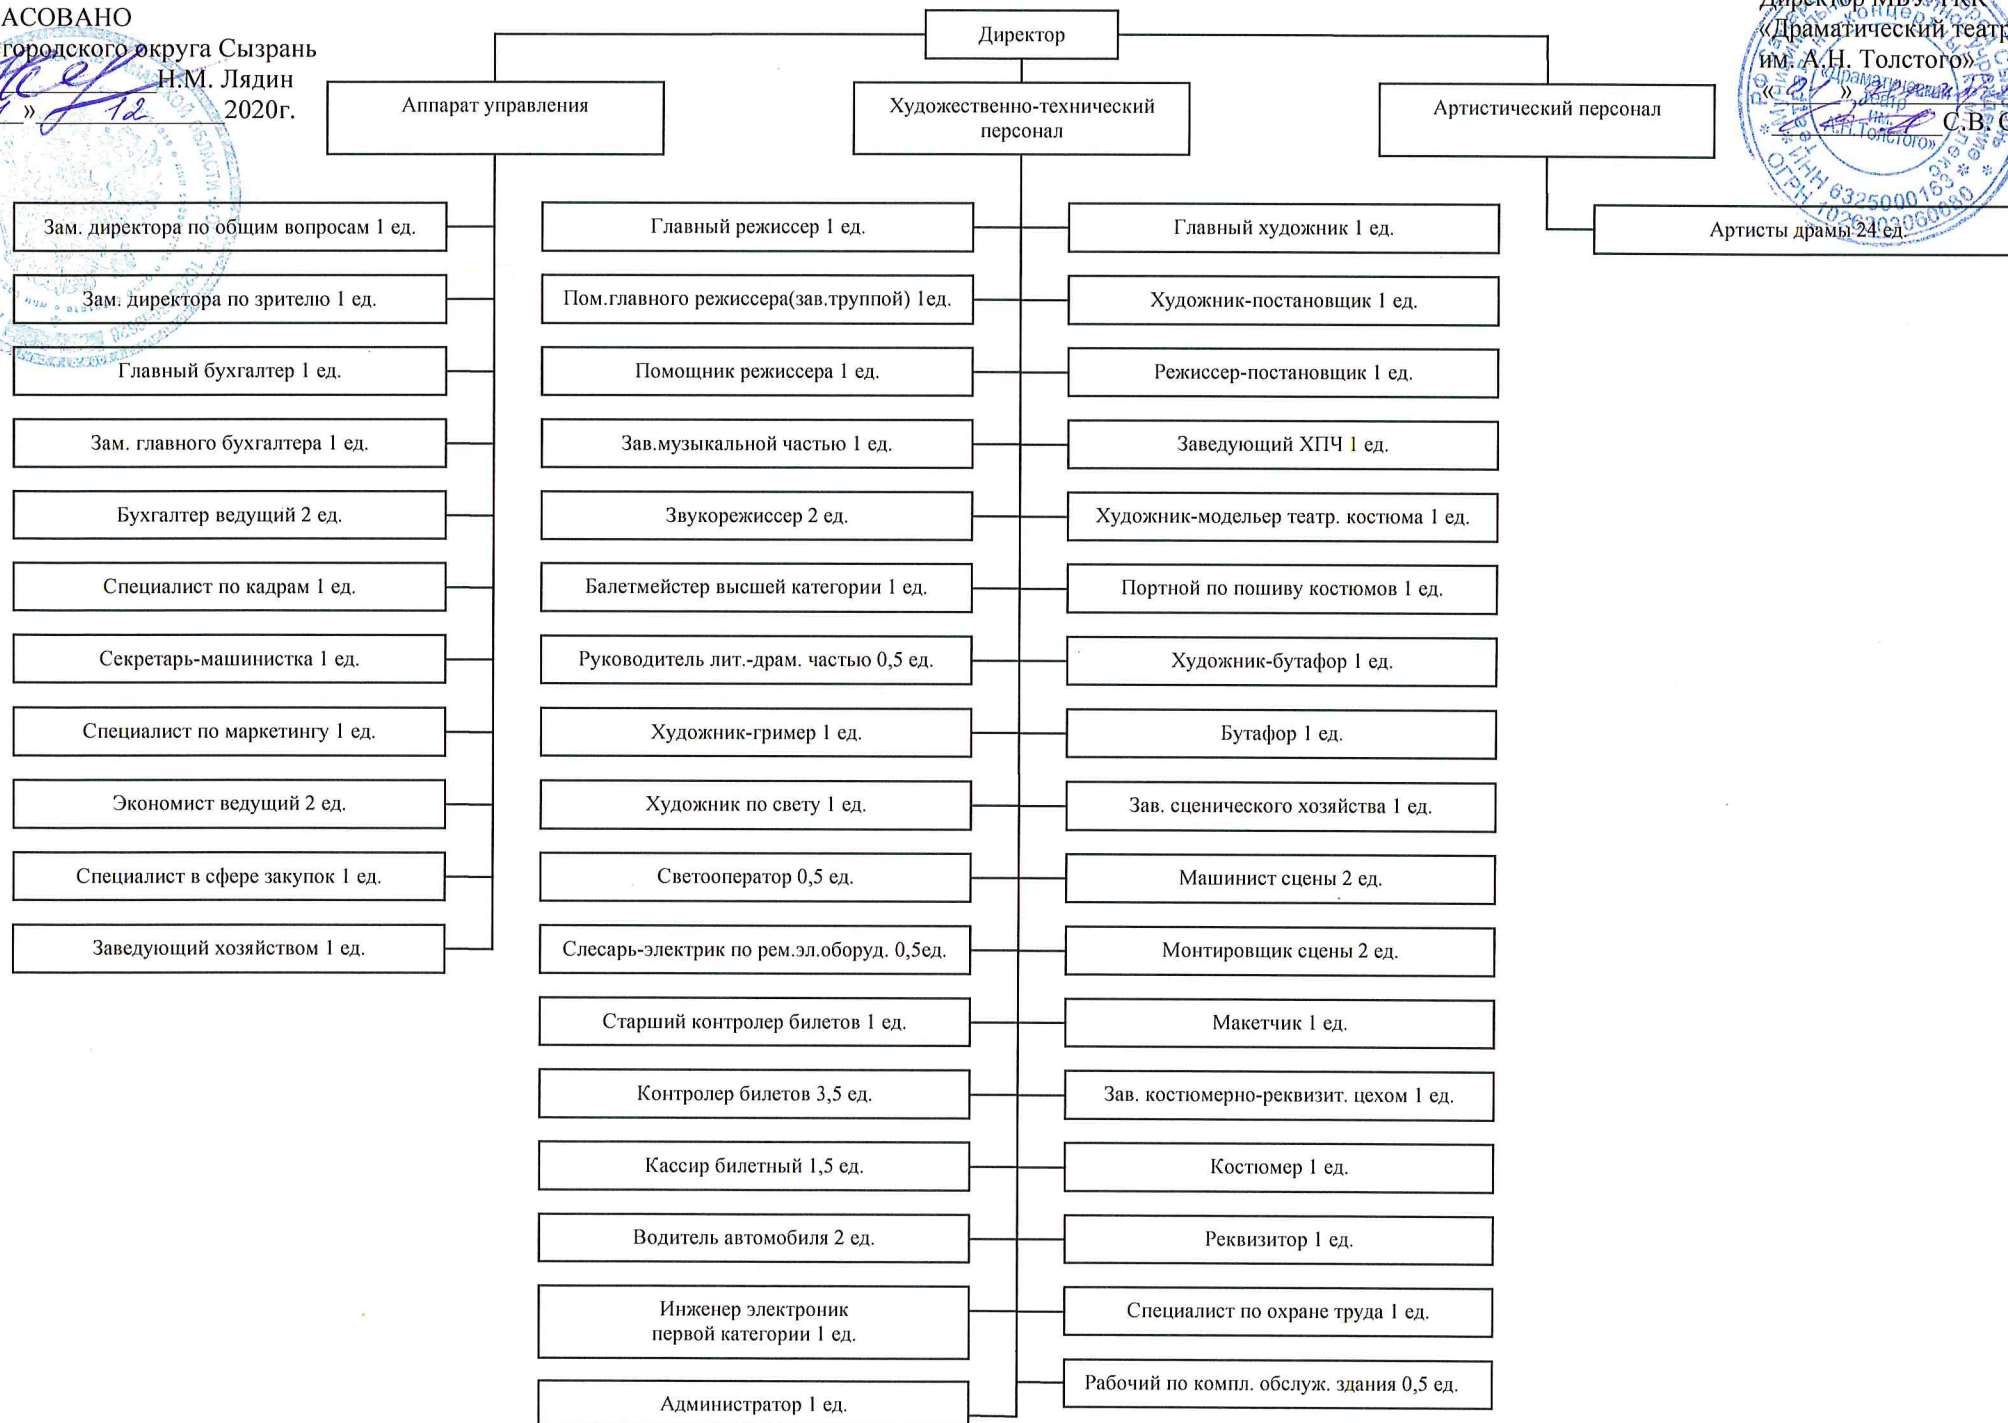 АСОВАНО
городского округа Сызрань
Н.М. Лядин
» 12 2020г.
Директор
Директор МБУ ТКК
«Драматический театр
им. А.Н. Толстого»
С.В.
«Драматический
театр
им.
А.Н.Толстого»
ИНН 6325000163
ОГРН 1026303060680
Аппарат управления
Художественно-технический
персонал
Артистический персонал
Зам. директора по общим вопросам 1 ед.
Зам. директора по зрителю 1 ед.
Главный бухгалтер 1 ед.
Зам. главного бухгалтера 1 ед.
Бухгалтер ведущий 2 ед.
Специалист по кадрам 1 ед.
Секретарь-машинистка 1 ед.
Специалист по маркетингу 1 ед.
Экономист ведущий 2 ед.
Специалист в сфере закупок 1 ед.
Заведующий хозяйством 1 ед.
Главный режиссер 1 ед.
Пом.главного режиссера(зав.труппой) 1ед.
Помощник режиссера 1 ед.
Зав.музыкальной частью 1 ед.
Звукорежиссер 2 ед.
Балетмейстер высшей категории 1 ед.
Руководитель лит.-драм. частью 0,5 ед.
Художник-гример 1 ед.
Художник по свету 1 ед.
Светооператор 0,5 ед.
Слесарь-электрик по рем.эл.оборуд. 0,5ед.
Старший контролер билетов 1 ед.
Контролер билетов 3,5 ед.
Кассир билетный 1,5 ед.
Водитель автомобиля 2 ед.
Инженер электроник
первой категории 1 ед.
Администратор 1 ед.
Главный художник 1 ед.
Художник-постановщик 1 ед.
Режиссер-постановщик 1 ед.
Заведующий ХПЧ 1 ед.
Художник-модельер театр. костюма 1 ед.
Портной по пошиву костюмов 1 ед.
Художник-бутафор 1 ед.
Бутафор 1 ед.
Зав. сценического хозяйства 1 ед.
Машинист сцены 2 ед.
Монтировщик сцены 2 ед.
Макетчик 1 ед.
Зав. костюмерно-реквизит. цехом 1 ед.
Костюмер 1 ед.
Реквизитор 1 ед.
Специалист по охране труда 1 ед.
Рабочий по компл. обслуж. здания 0,5 ед.
Артисты драмы 24 ед.